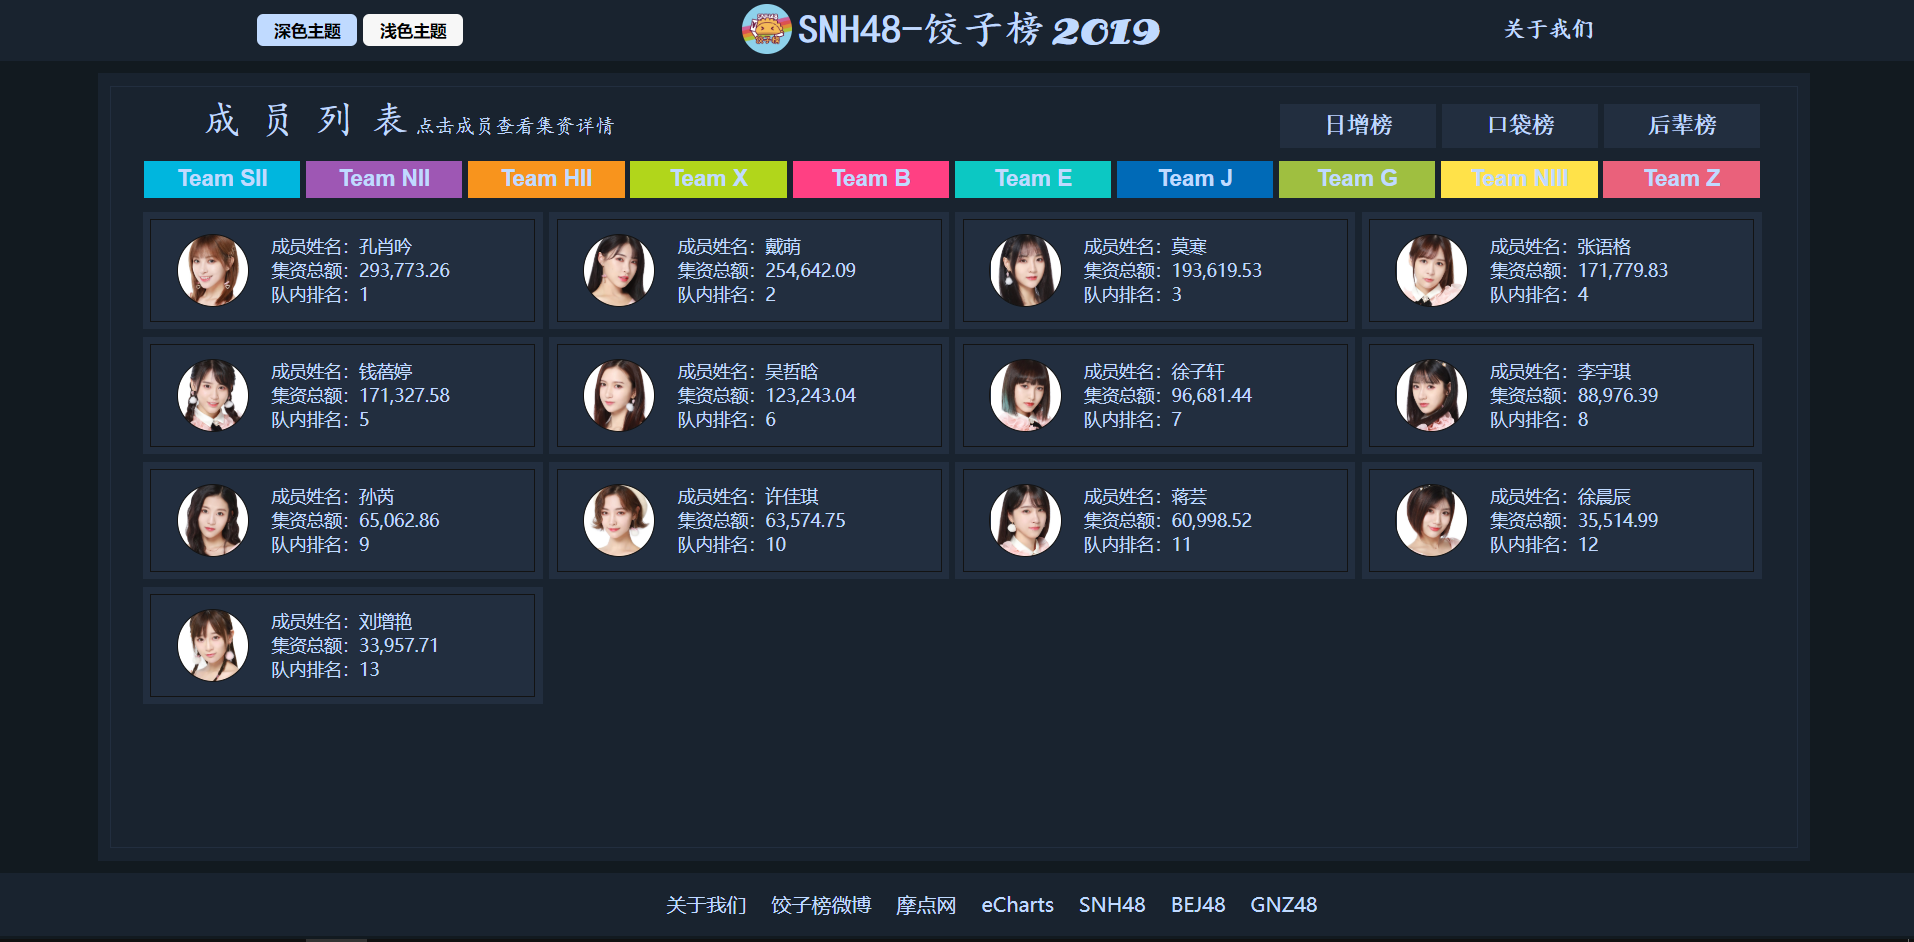 深色主题 浅色主题 SNH48-饺子榜 2019 关于我们
成员列表 点击成员查看集资详情 日增榜 口袋榜 后辈榜
Team SII Team NII Team HII Team X Team B Team E Team J Team G Team NIII Team Z
成员姓名：孔肖吟
集资总额：293,773.26
队内排名：1
成员姓名：戴萌
集资总额：254,642.09
队内排名：2
成员姓名：莫寒
集资总额：193,619.53
队内排名：3
成员姓名：张语格
集资总额：171,779.83
队内排名：4
成员姓名：钱蓓婷
集资总额：171,327.58
队内排名：5
成员姓名：吴哲晗
集资总额：123,243.04
队内排名：6
成员姓名：徐子轩
集资总额：96,681.44
队内排名：7
成员姓名：李宇琪
集资总额：88,976.39
队内排名：8
成员姓名：孙芮
集资总额：65,062.86
队内排名：9
成员姓名：许佳琪
集资总额：63,574.75
队内排名：10
成员姓名：蒋芸
集资总额：60,998.52
队内排名：11
成员姓名：徐晨辰
集资总额：35,514.99
队内排名：12
成员姓名：刘增艳
集资总额：33,957.71
队内排名：13
关于我们 饺子榜微博 摩点网 eCharts SNH48 BEJ48 GNZ48